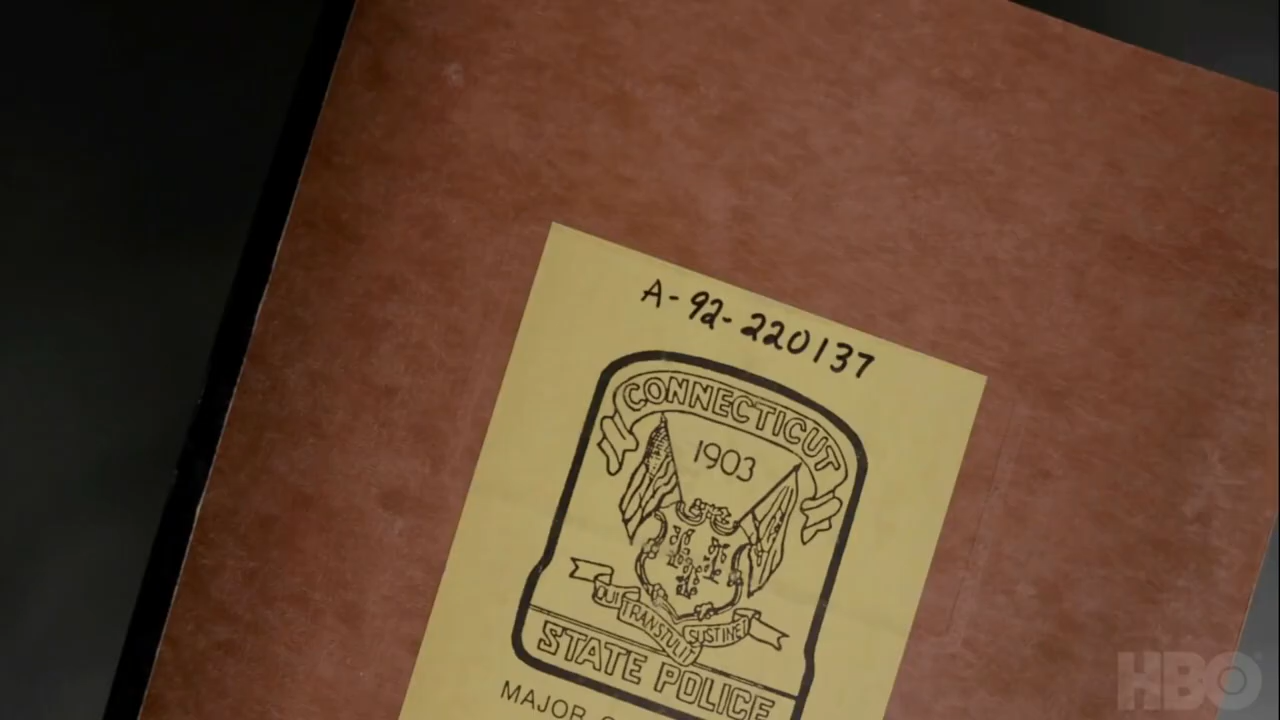 A-92-220137
CONNECTICUT
1903
QUI TRANSTULIT SUSTINET
STATE POLICE
MAJOR
HBO